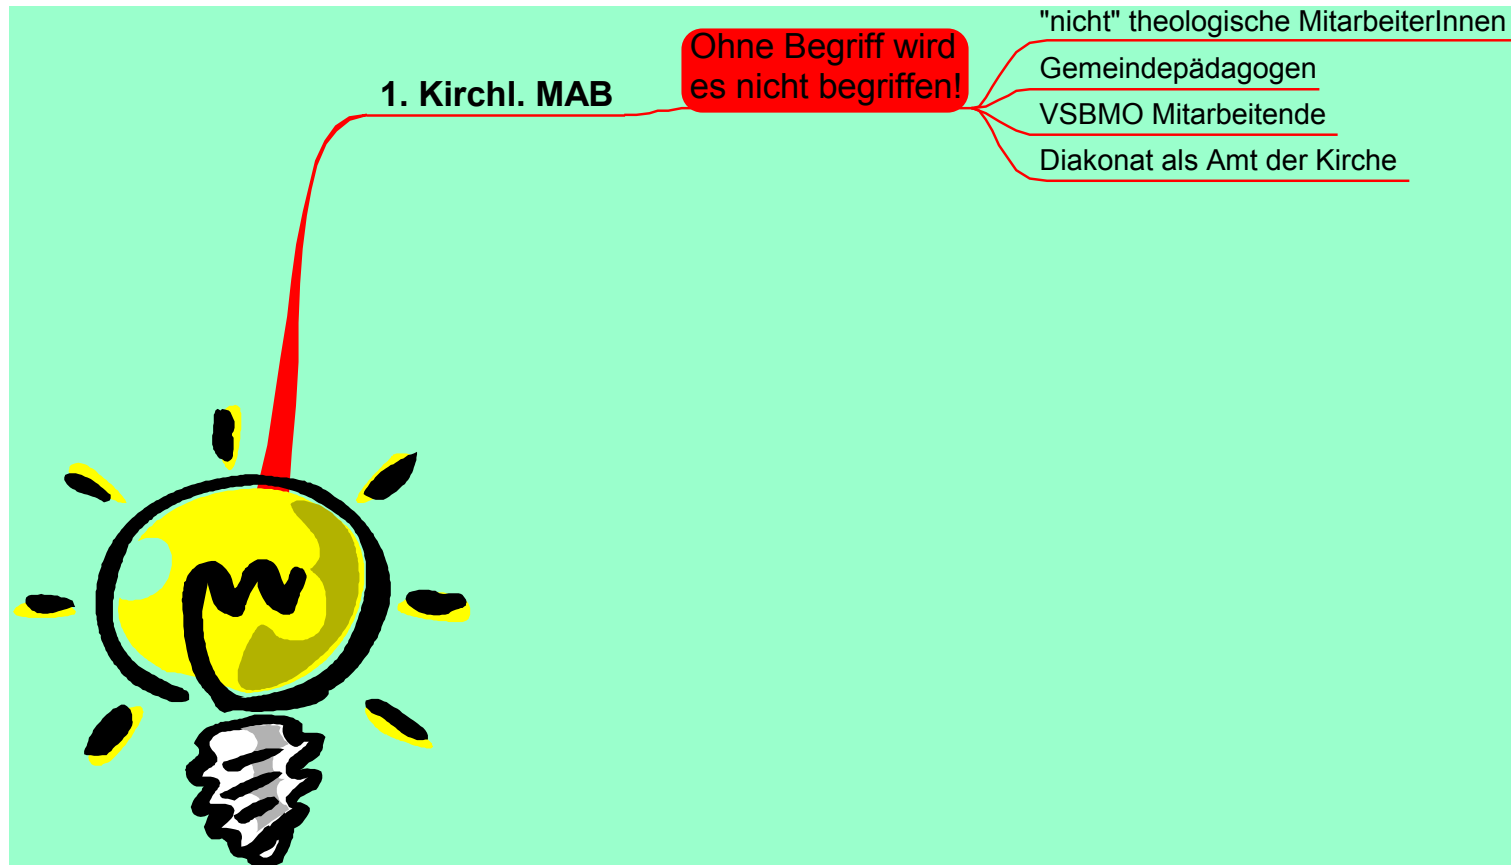 1. Kirchl. MAB
Ohne Begriff wird
es nicht begriffen!
"nicht" theologische MitarbeiterInnen
Gemeindepädagogen
VSBMO Mitarbeitende
Diakonat als Amt der Kirche